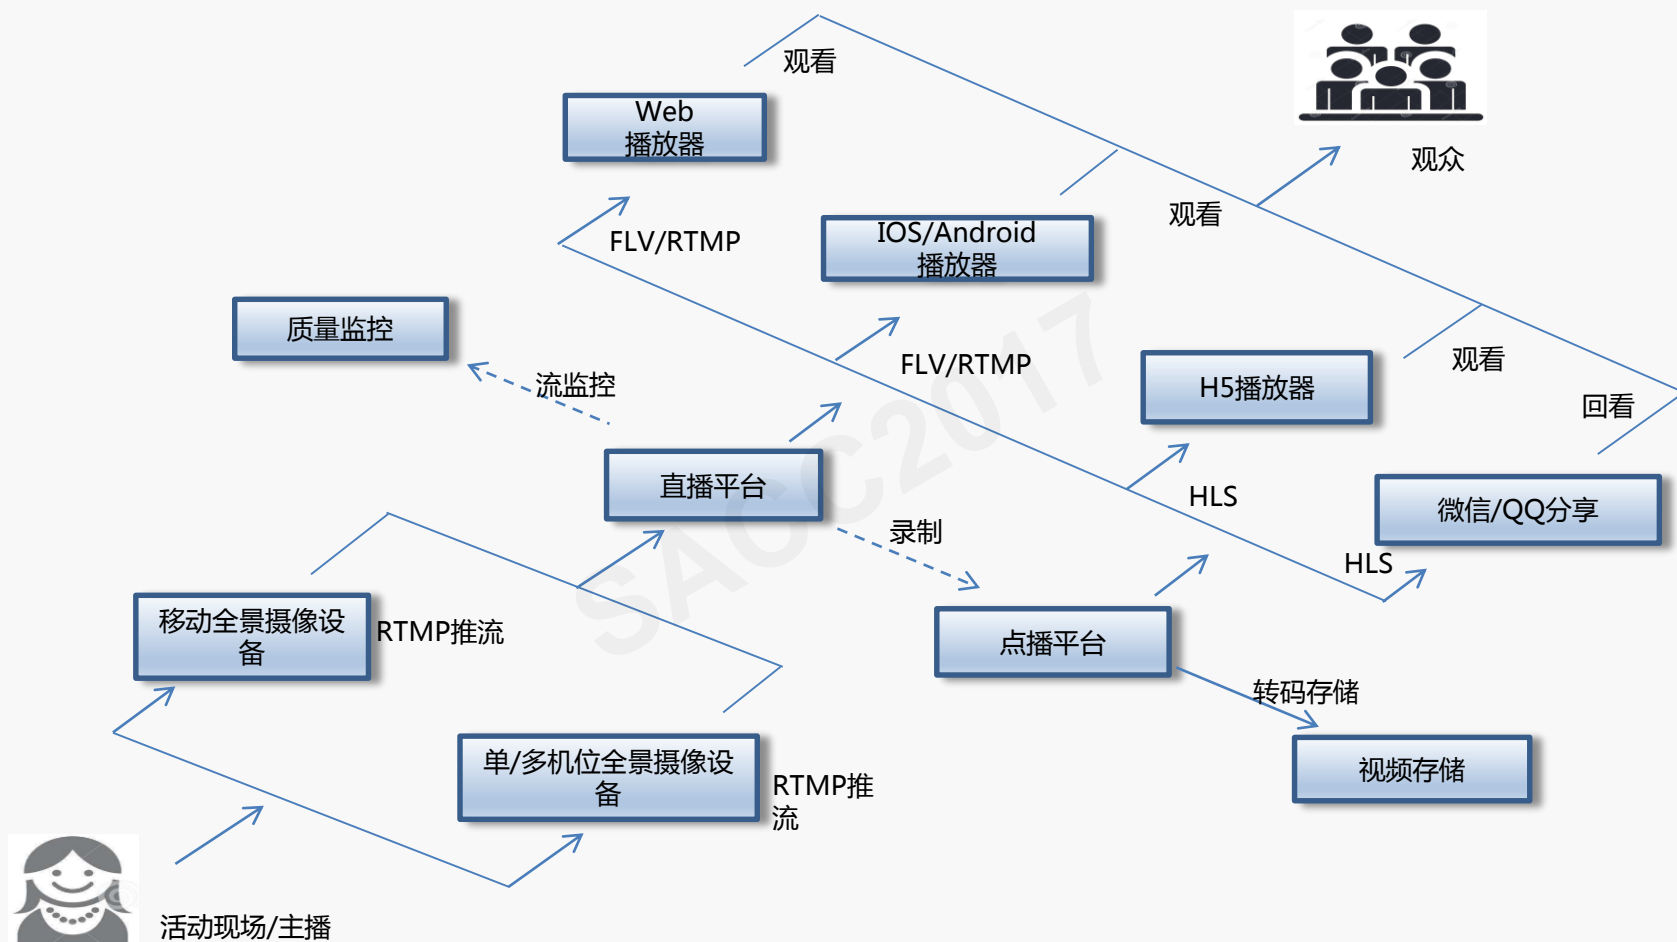 观看
Web
播放器
观众
观看
FLV/RTMP
IOS/Android
播放器
质量监控
流监控
FLV/RTMP
观看
H5播放器
回看
直播平台
HLS
微信/QQ分享
录制
HLS
SACC2017
移动全景摄像设
备
RTMP推流
点播平台
转码存储
单/多机位全景摄像设
备
RTMP推
流
视频存储
活动现场/主播